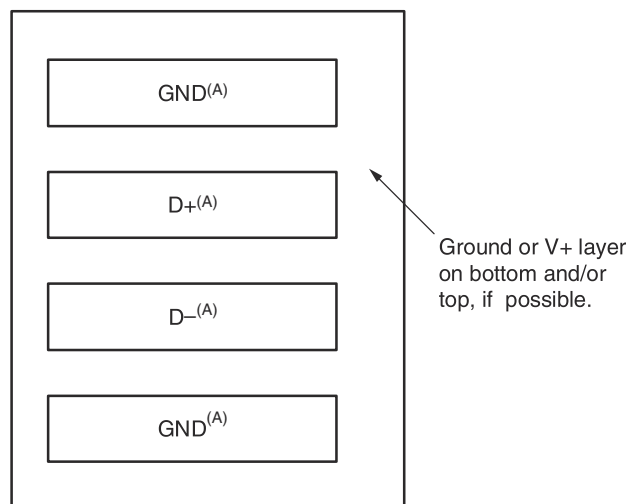 GND(A)
D+(A)
D–(A)
GND(A)
Ground or V+ layer
on bottom and/or
top, if possible.